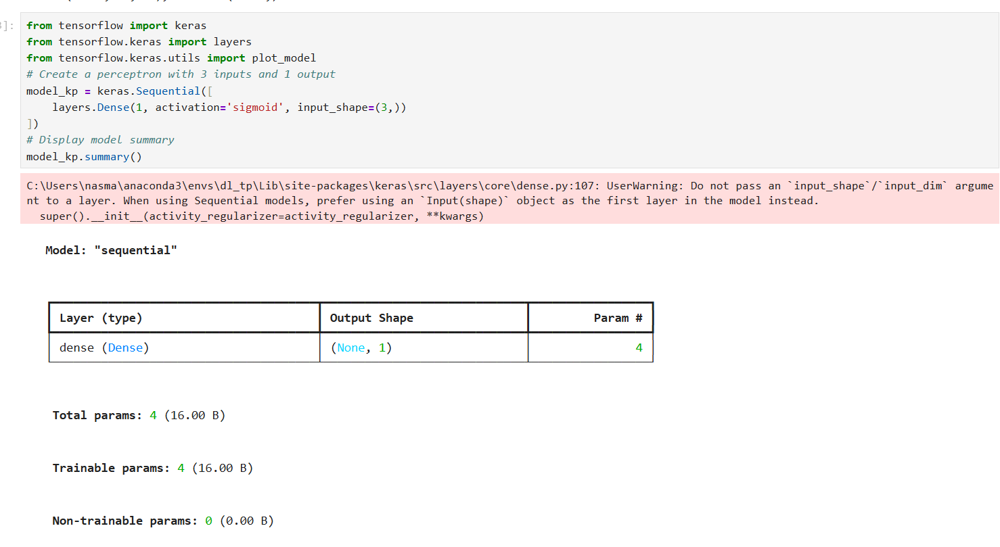 ]:
from tensorflow import keras
from tensorflow.keras import layers
from tensorflow.keras.utils import plot_model
# Create a perceptron with 3 inputs and 1 output
model_kp = keras.Sequential([
    layers.Dense(1, activation='sigmoid', input_shape=(3,))
])
# Display model summary
model_kp.summary()
C:\Users\nasma\anaconda3\envs\dl_tp\Lib\site-packages\keras\src\layers\core\dense.py:107: UserWarning: Do not pass an `input_shape`/`input_dim` argume
nt to a layer. When using Sequential models, prefer using an `Input(shape)` object as the first layer in the model instead.
  super().__init__(activity_regularizer=activity_regularizer, **kwargs)
Model: "sequential"
Layer (type) Output Shape Param #
dense (Dense) (None, 1) 4
Total params: 4 (16.00 B)
Trainable params: 4 (16.00 B)
Non-trainable params: 0 (0.00 B)